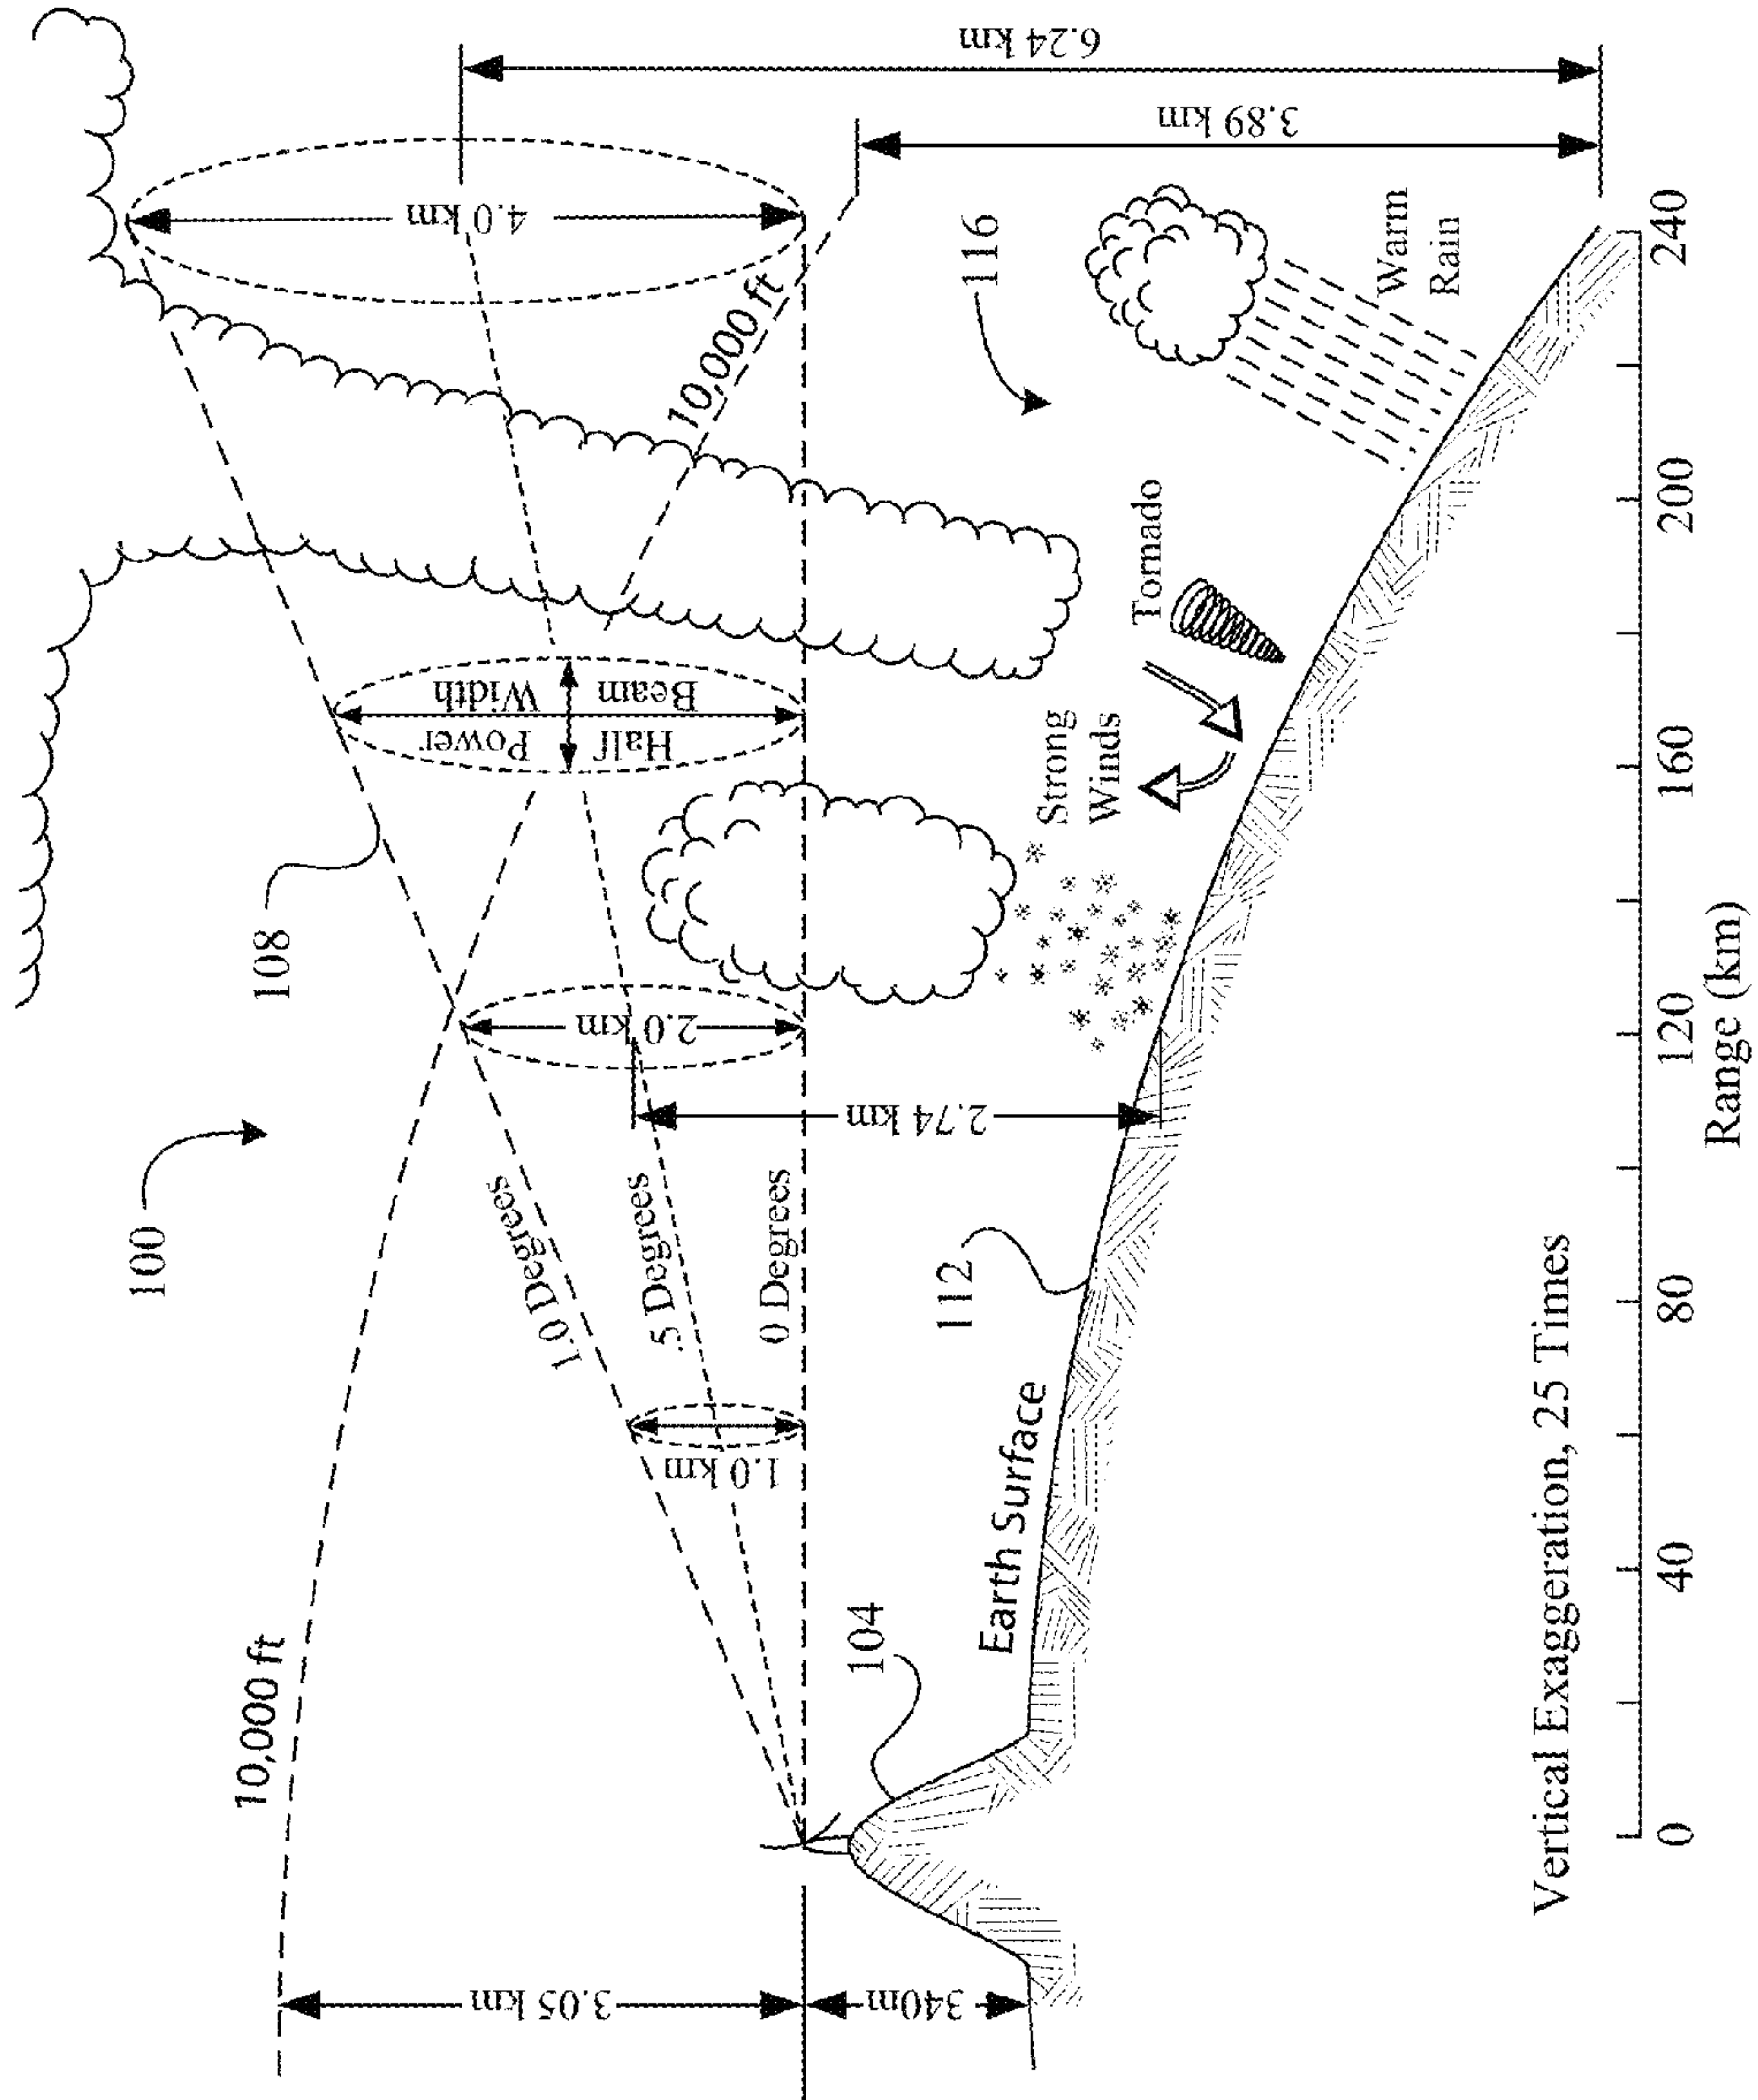 100
108
10,000 ft
10,000 ft
1.0 Degrees
.5 Degrees
0 Degrees
1.0 km
2.0 km
2.74 km
Half
Power
Beam
Width
4.0 km
6.24 km
3.89 km
3.05 km
340m
104
Earth Surface
112
Strong
Winds
Tornado
116
Warm
Rain
Vertical Exaggeration, 25 Times
0
40
80
120
160
200
240
Range (km)